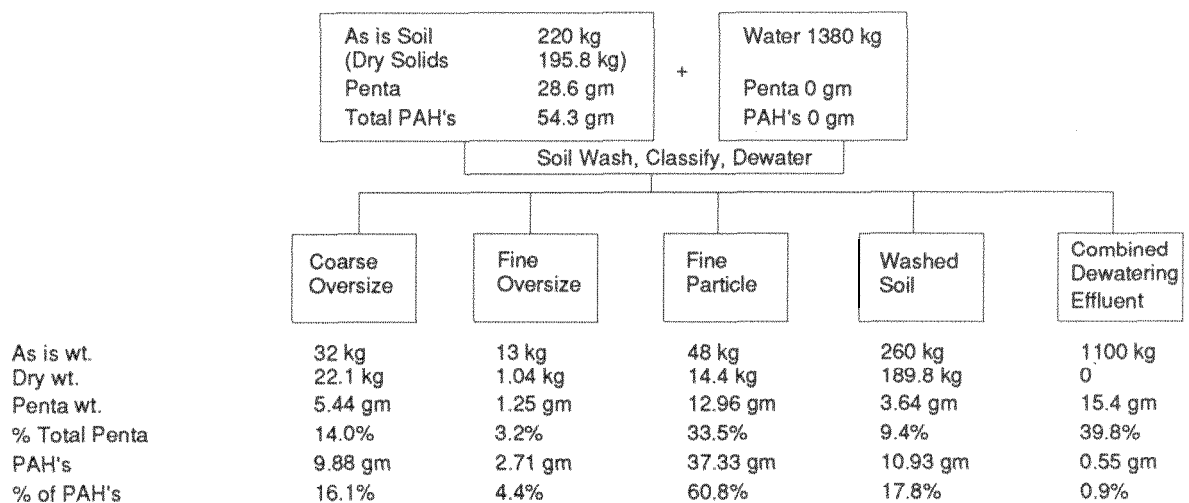 As is Soil 220 kg
(Dry Solids 195.8 kg)
Penta 28.6 gm
Total PAH's 54.3 gm
+
Water 1380 kg
Penta 0 gm
PAH's 0 gm
Soil Wash, Classify, Dewater
Coarse
Oversize
Fine
Oversize
Fine
Particle
Washed
Soil
Combined
Dewatering
Effluent
As is wt. 32 kg 13 kg 48 kg 260 kg 1100 kg
Dry wt. 22.1 kg 1.04 kg 14.4 kg 189.8 kg 0
Penta wt. 5.44 gm 1.25 gm 12.96 gm 3.64 gm 15.4 gm
% Total Penta 14.0% 3.2% 33.5% 9.4% 39.8%
PAH's 9.88 gm 2.71 gm 37.33 gm 10.93 gm 0.55 gm
% of PAH's 16.1% 4.4% 60.8% 17.8% 0.9%